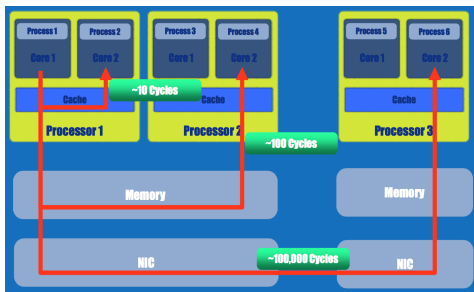 Process 1 Process 2 Process 3 Process 4 Process 5 Process 6
Core 1 Core 2 Core 1 Core 2 Core 1 Core 2
~10 Cycles
Cache Cache Cache
Processor 1 Processor 2 Processor 3
~100 Cycles
Memory Memory
~100,000 Cycles
NIC NIC